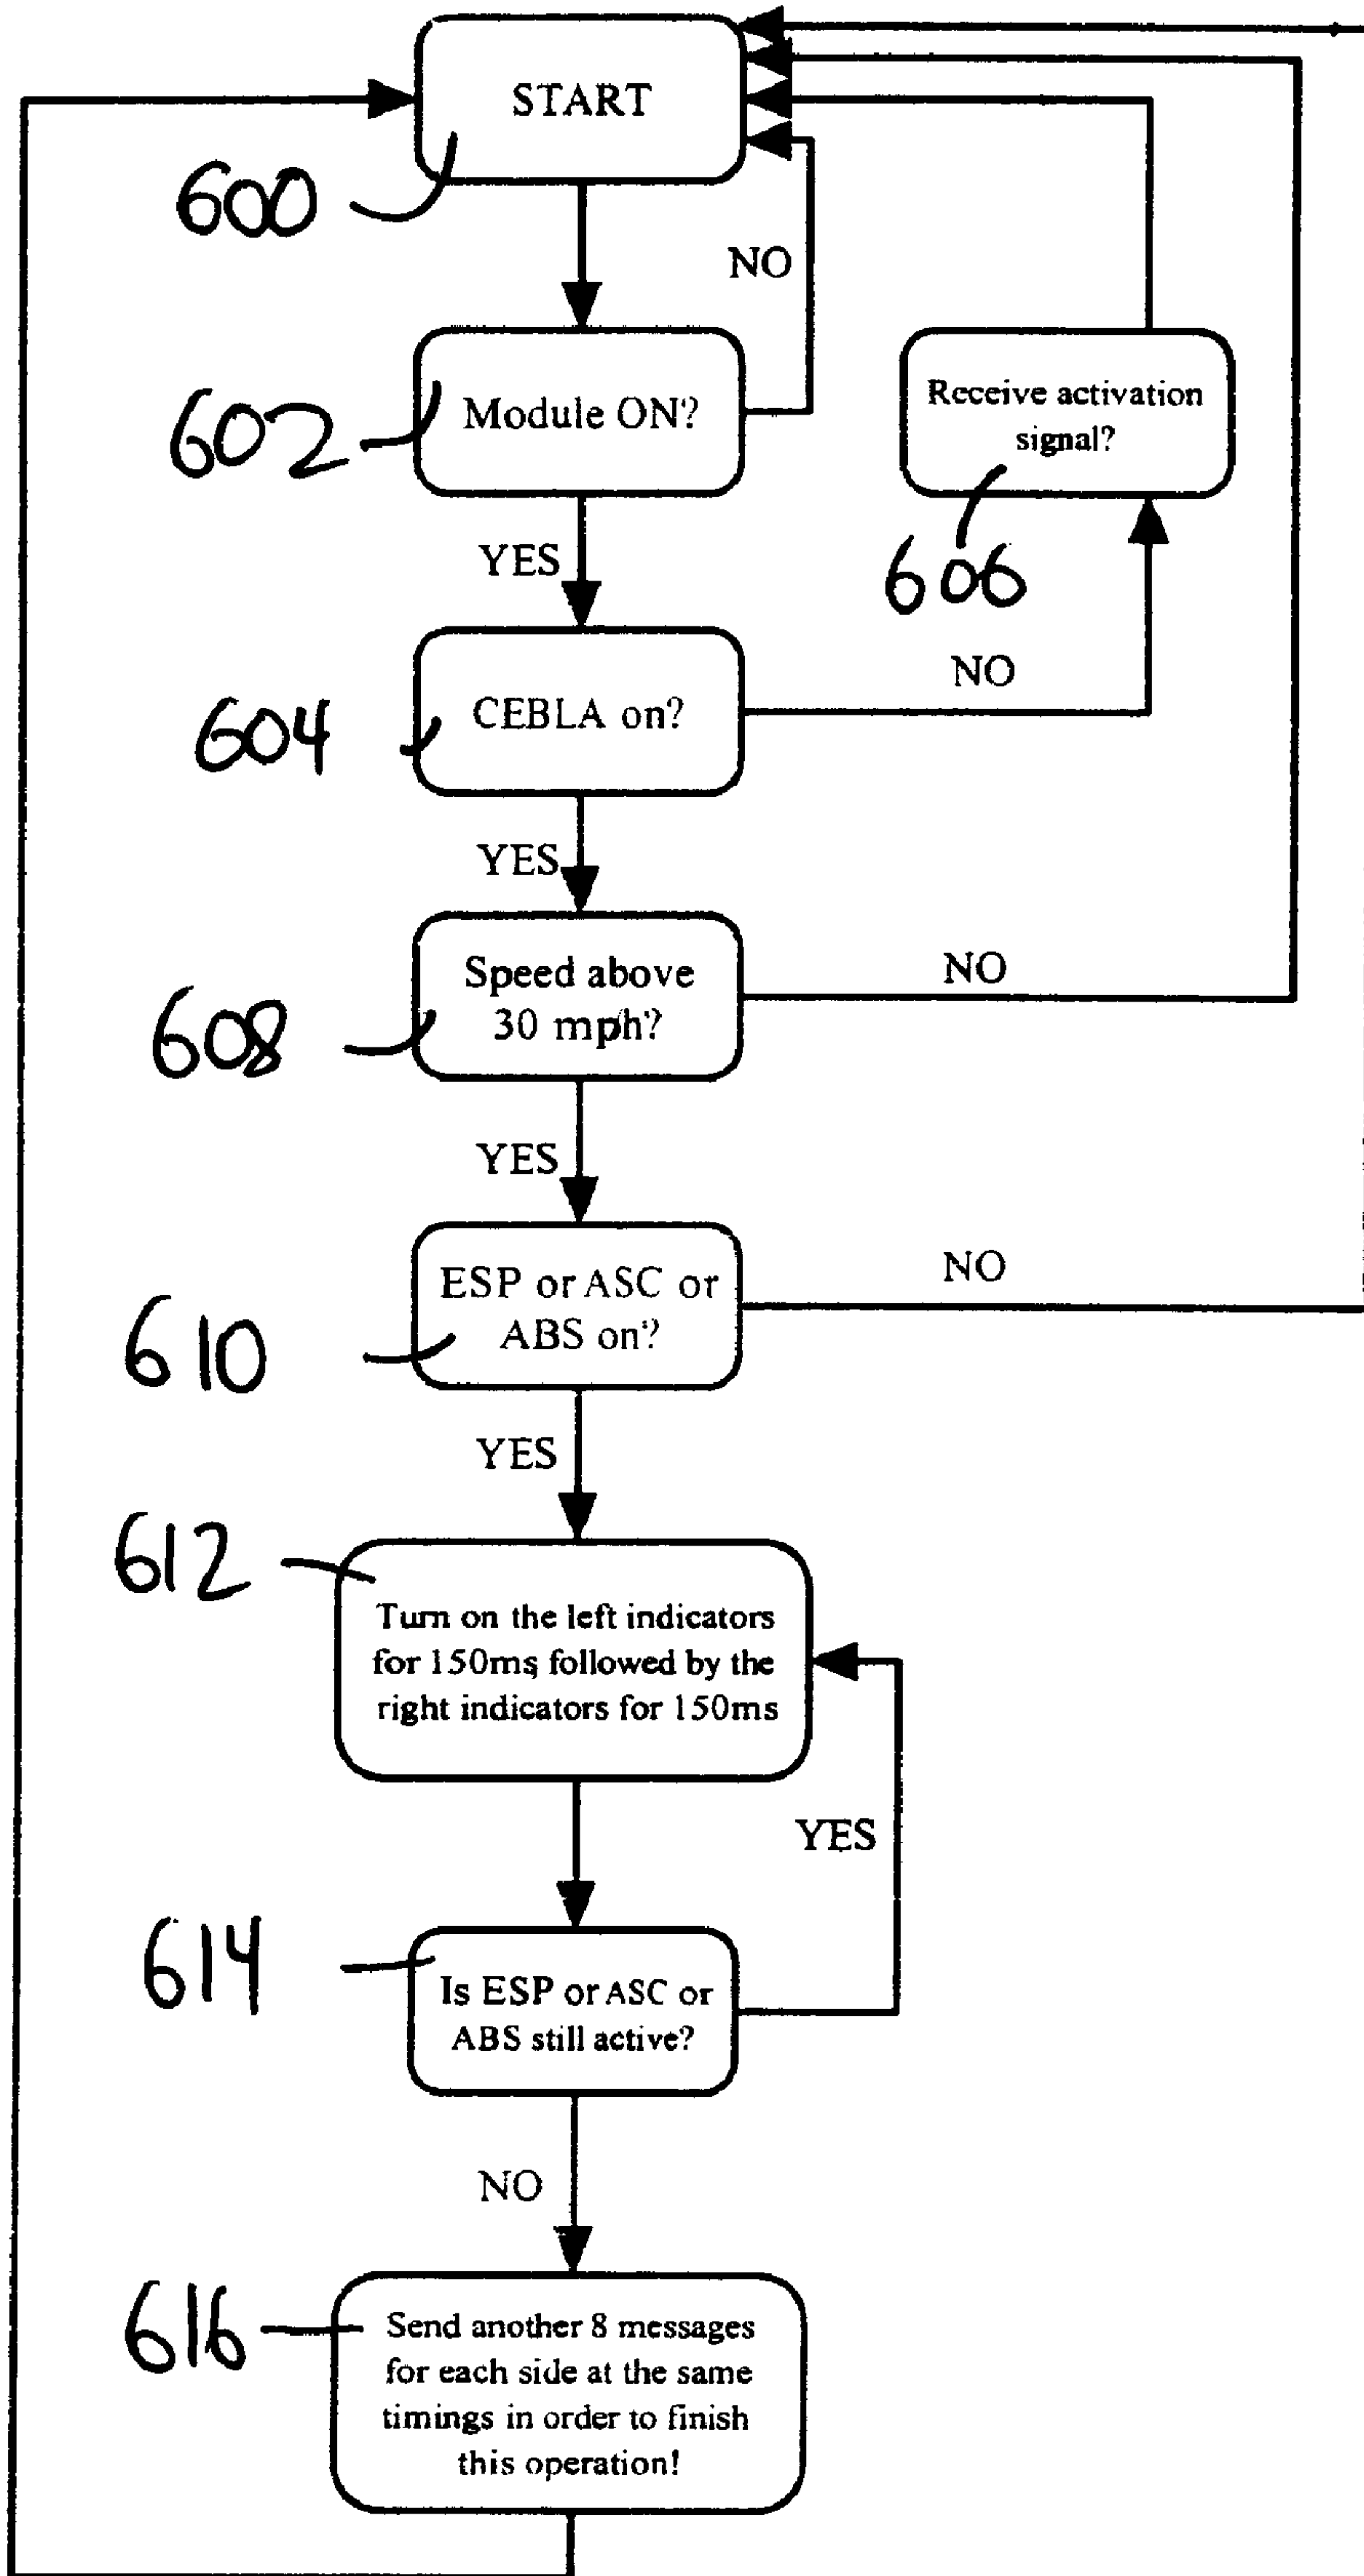 START
600
NO
602
Module ON?
Receive activation
signal?
606
YES
NO
604
CEBLA on?
YES
608
Speed above
30 mph?
NO
YES
610
ESP or ASC or
ABS on?
NO
YES
612
Turn on the left indicators
for 150ms, followed by the
right indicators for 150ms
YES
614
Is ESP or ASC or
ABS still active?
NO
616
Send another 8 messages
for each side at the same
timings in order to finish
this operation!